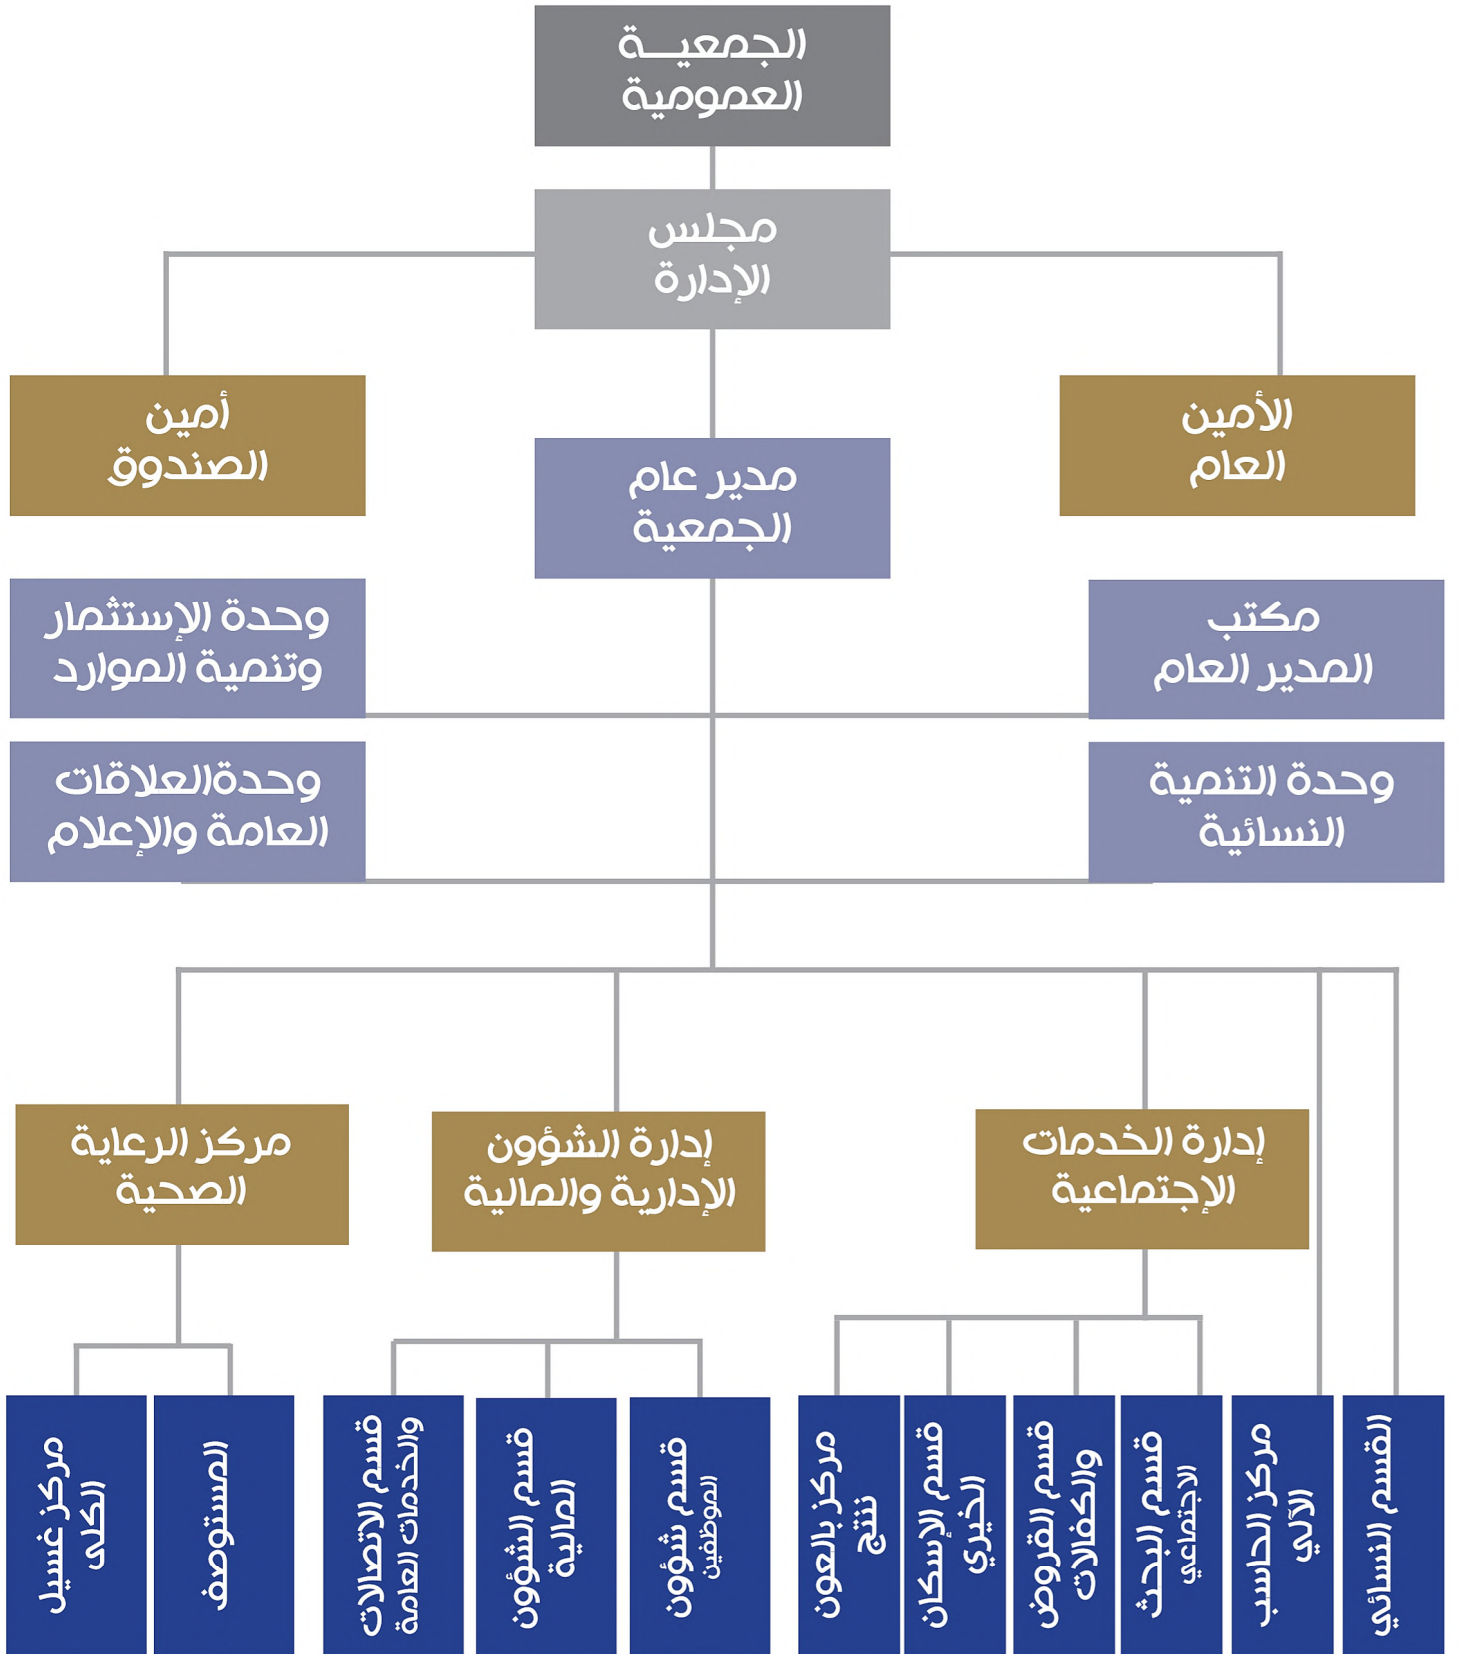 الجمعيــة
العمومية
مجلس
الإدارة
الأمين
العام
أمين
الصندوق
مدير عام
الجمعية
مكتب
المدير العام
وحدة الإستثمار
وتنمية الموارد
وحدة التنمية
النسائية
وحدةالعلاقات
العامة والإعلام
إدارة الخدمات
الإجتماعية
إدارة الشؤون
الإدارية والمالية
مركز الرعاية
الصحية
القسم النسائي
مركز الحاسب
الآلي
قسم البحث
الاجتماعي
قسم القروض
والكفالات
قسم الإسكان
الخيري
مركز بالعون
ننتج
قسم شؤون
الموظفين
قسم الشؤون
المالية
قسم الاتصالات
والخدمات العامة
المستوصف
مركز غسيل
الكلى